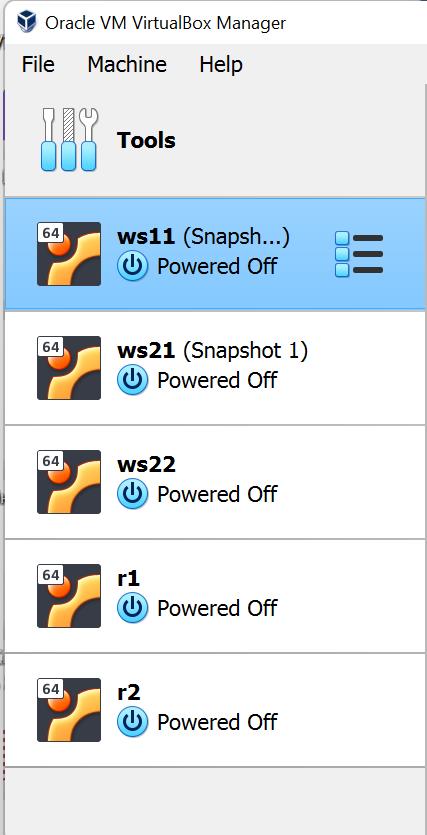 Oracle VM VirtualBox Manager
File Machine Help
Tools
64
ws11 (Snapsh...)
Powered Off
64
ws21 (Snapshot 1)
Powered Off
64
ws22
Powered Off
64
r1
Powered Off
64
r2
Powered Off